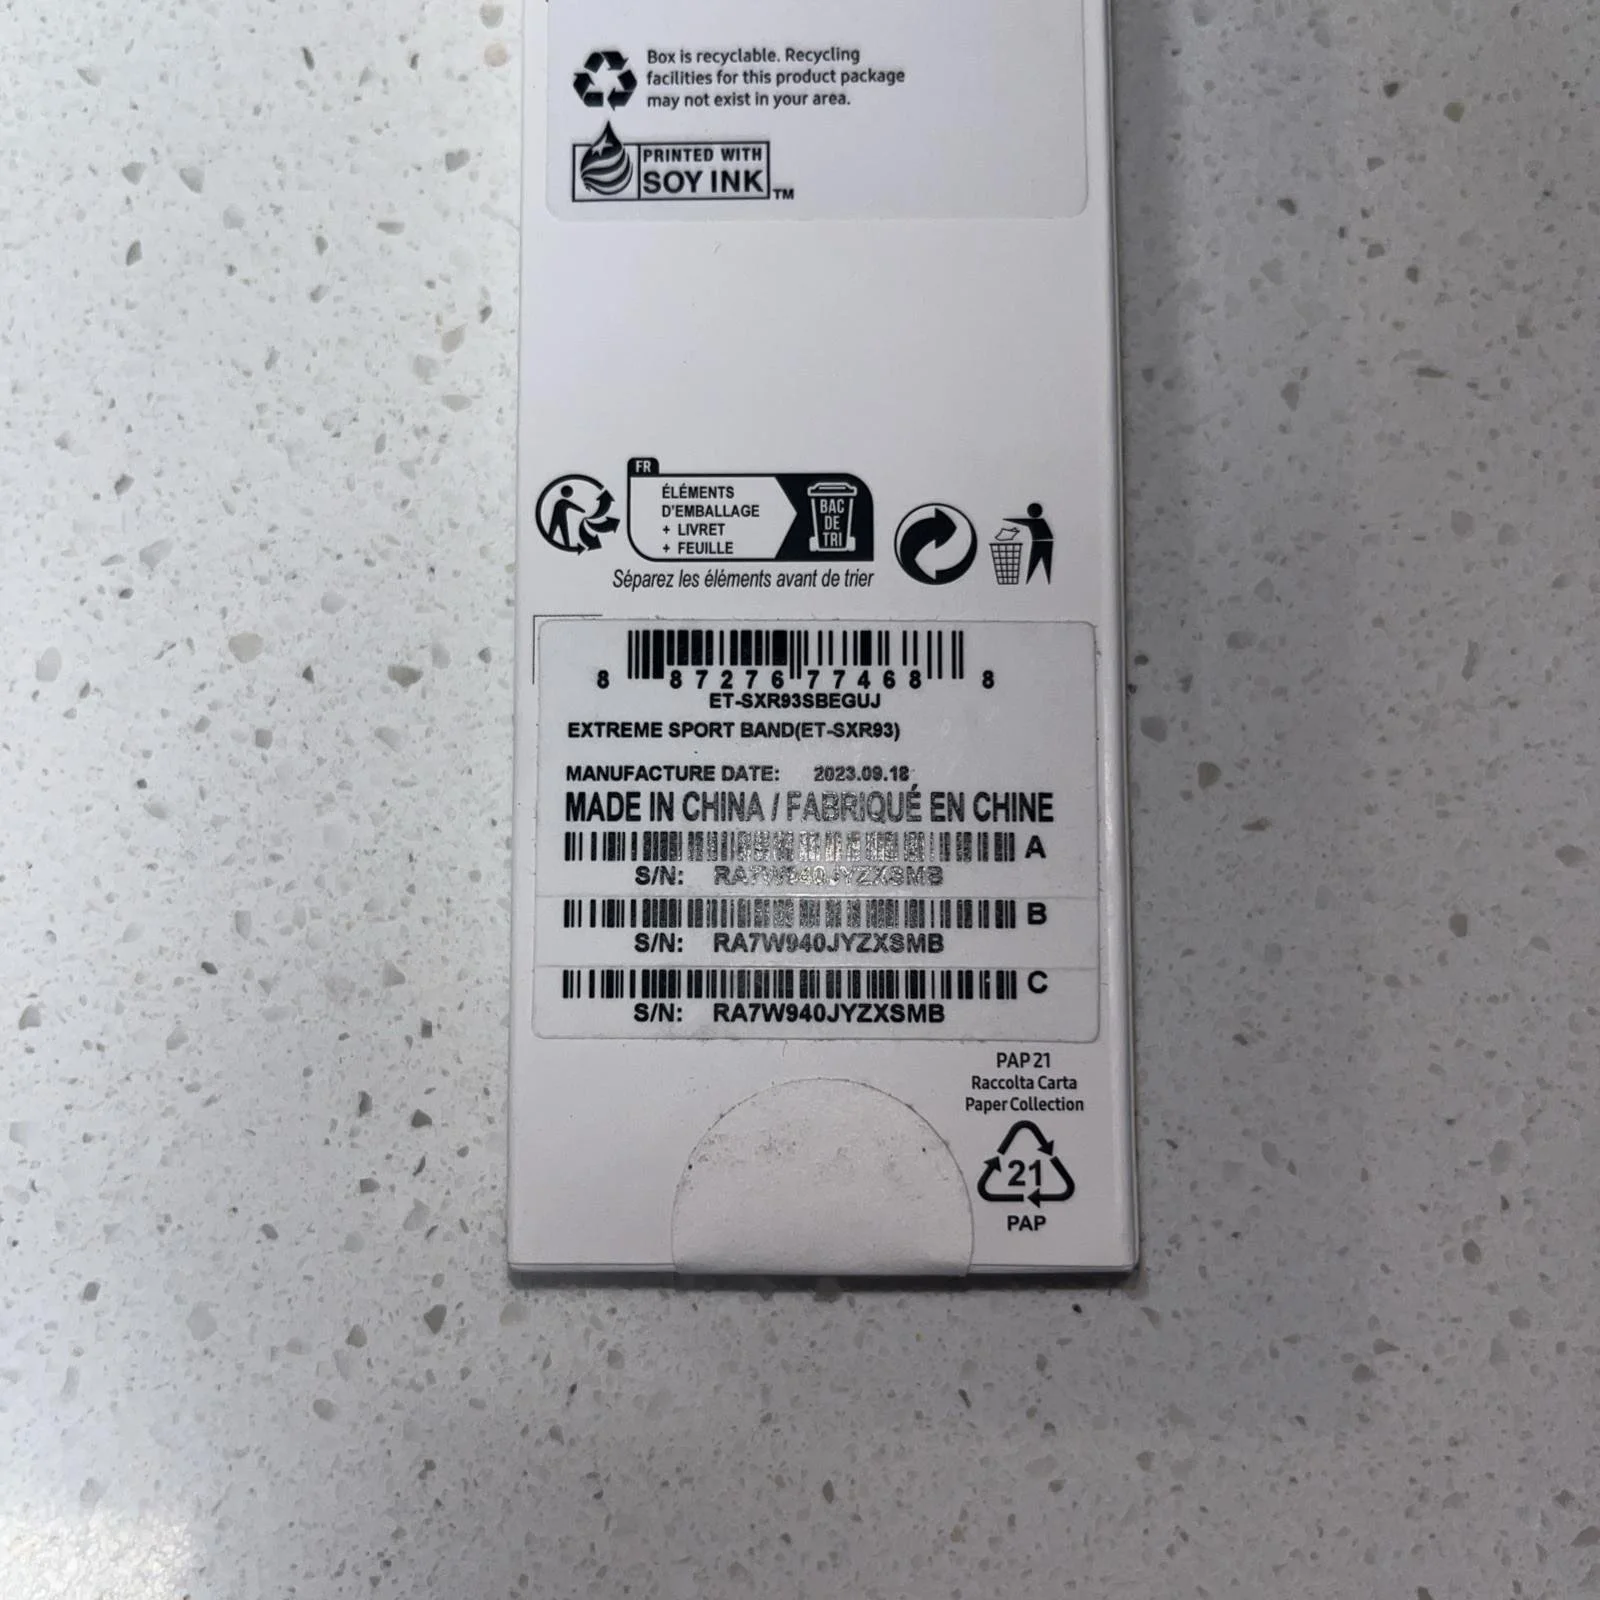 Box is recyclable. Recycling
facilities for this product package
may not exist in your area.
PRINTED WITH
SOY INK
TM
FR
ÉLÉMENTS
D'EMBALLAGE
+ LIVRET
+ FEUILLE
BAC
DE
TRI
Séparez les éléments avant de trier
8 87276 77468 8
ET-SXR93SBEGUJ
EXTREME SPORT BAND(ET-SXR93)
MANUFACTURE DATE: 2023.09.18
MADE IN CHINA / FABRIQUÉ EN CHINE
A
S/N: RA7W940JYZXSMB
B
S/N: RA7W940JYZXSMB
C
S/N: RA7W940JYZXSMB
PAP 21
Raccolta Carta
Paper Collection
21
PAP